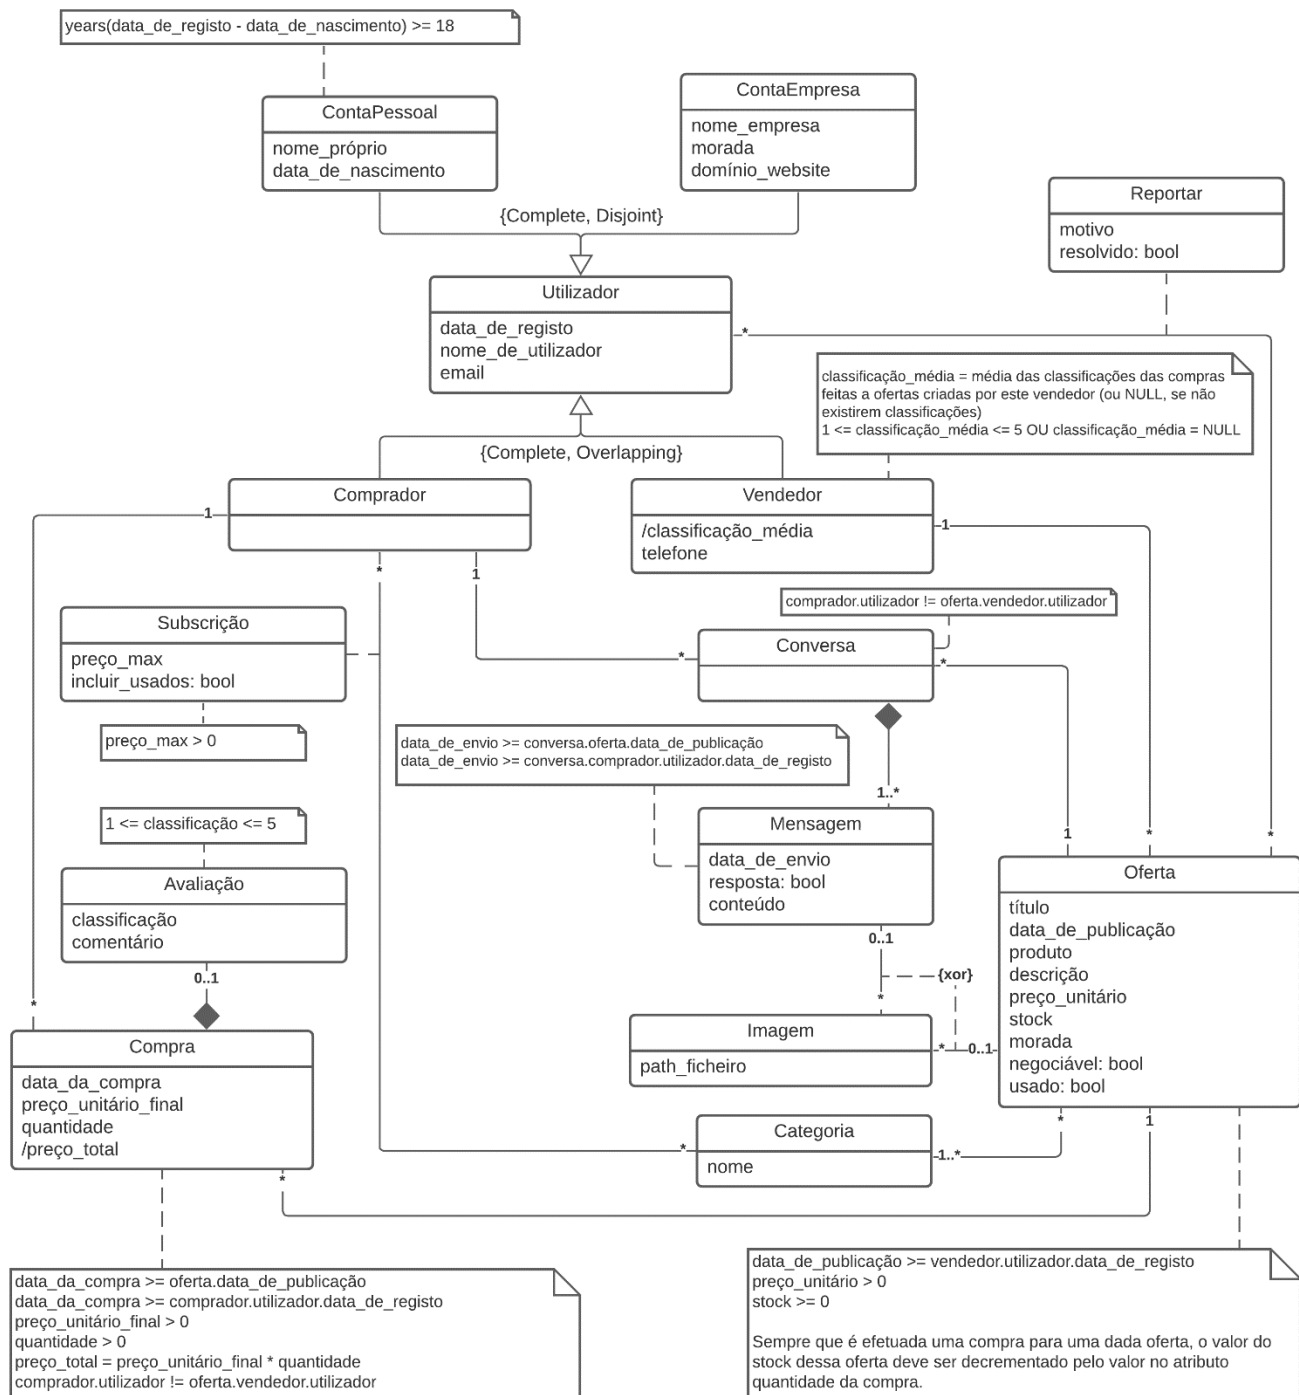 years(data_de_registo - data_de_nascimento) >= 18
ContaPessoal
nome_próprio
data_de_nascimento
ContaEmpresa
nome_empresa
morada
domínio_website
{Complete, Disjoint}
Reportar
motivo
resolvido: bool
Utilizador
data_de_registo
nome_de_utilizador
email
*
classificação_média = média das classificações das compras
feitas a ofertas criadas por este vendedor (ou NULL, se não
existirem classificações)
1 <= classificação_média <= 5 OU classificação_média = NULL
{Complete, Overlapping}
Comprador
1
*
1
Vendedor
/classificação_média
telefone
1
comprador.utilizador != oferta.vendedor.utilizador
Subscrição
preço_max
incluir_usados: bool
preço_max > 0
Conversa
*
*
data_de_envio >= conversa.oferta.data_de_publicação
data_de_envio >= conversa.comprador.utilizador.data_de_registo
1..*
1 <= classificação <= 5
Mensagem
data_de_envio
resposta: bool
conteúdo
1
*
*
Avaliação
classificação
comentário
0..1
Oferta
título
data_de_publicação
produto
descrição
preço_unitário
stock
morada
negociável: bool
usado: bool
0..1
{xor}
*
*
Imagem
path_ficheiro
*
0..1
Compra
data_da_compra
preço_unitário_final
quantidade
/preço_total
*
*
Categoria
nome
1..*
*
1
data_da_compra >= oferta.data_de_publicação
data_da_compra >= comprador.utilizador.data_de_registo
preço_unitário_final > 0
quantidade > 0
preço_total = preço_unitário_final * quantidade
comprador.utilizador != oferta.vendedor.utilizador
data_de_publicação >= vendedor.utilizador.data_de_registo
preço_unitário > 0
stock >= 0
Sempre que é efetuada uma compra para uma dada oferta, o valor do
stock dessa oferta deve ser decrementado pelo valor no atributo
quantidade da compra.